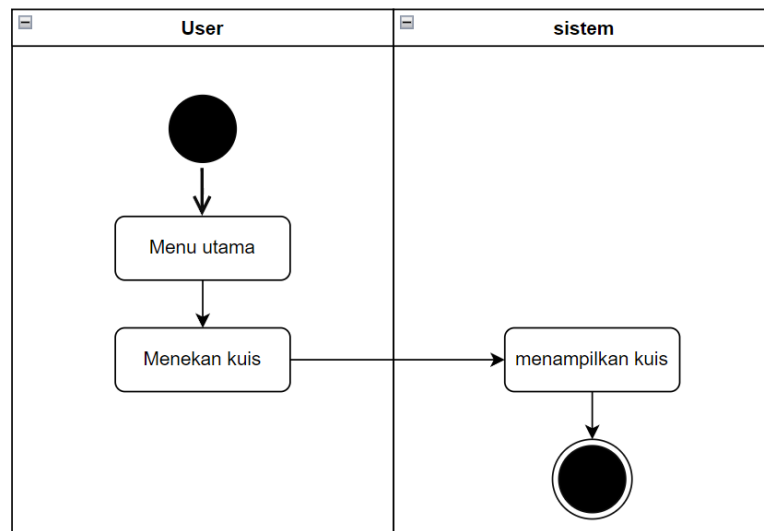 User
sistem
Menu utama
Menekan kuis
menampilkan kuis